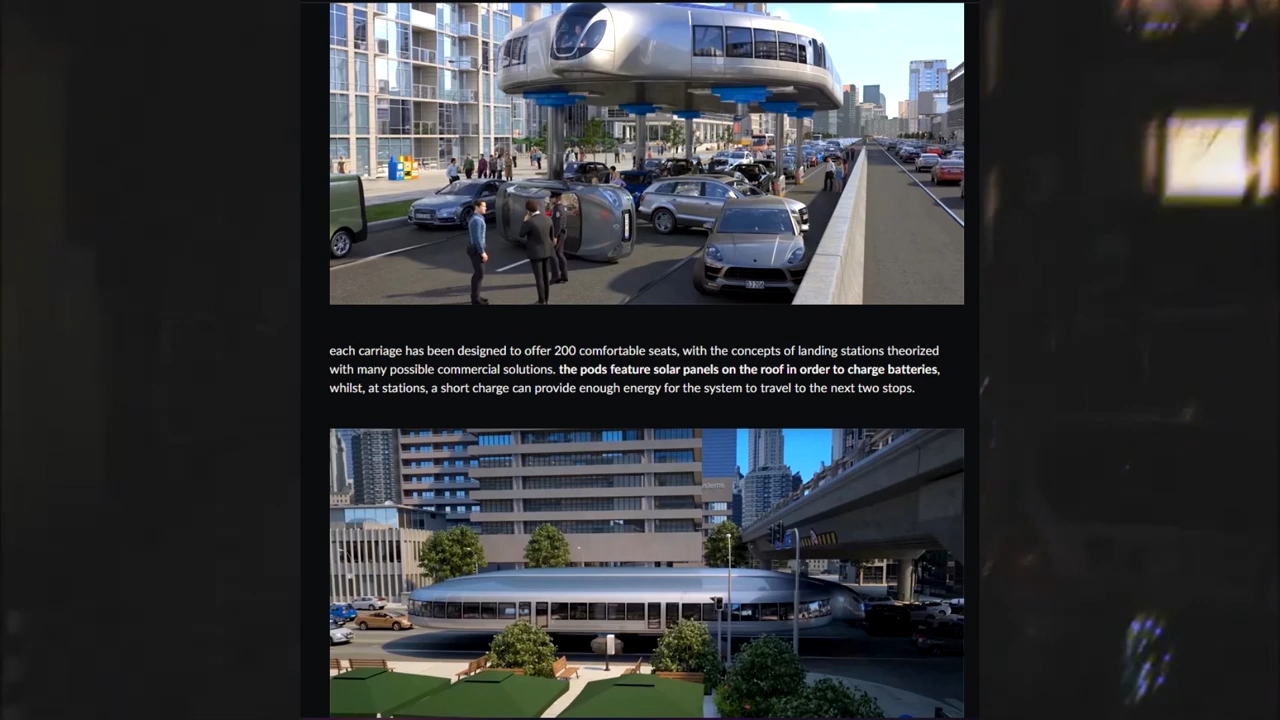 each carriage has been designed to offer 200 comfortable seats, with the concepts of landing stations theorized
with many possible commercial solutions. the pods feature solar panels on the roof in order to charge batteries,
whilst, at stations, a short charge can provide enough energy for the system to travel to the next two stops.